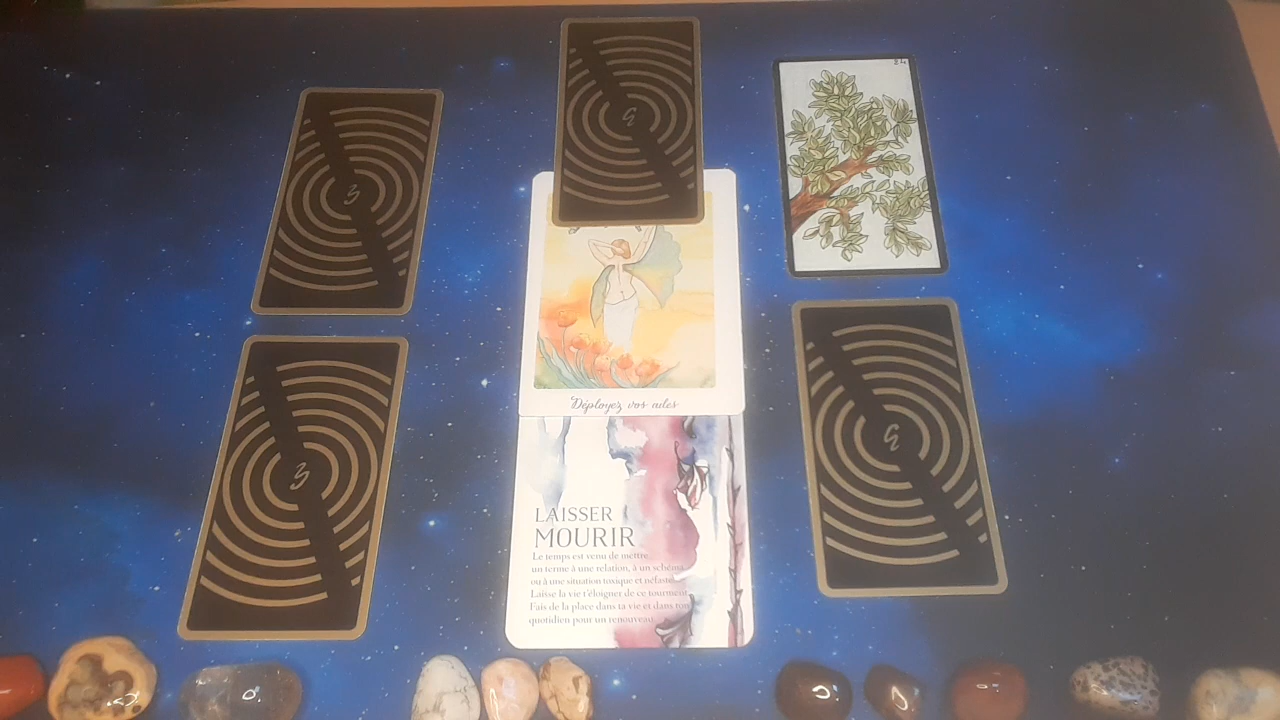 24
Déployez vos ailes
LAISSER
MOURIR
Le temps est venu de mettre
un terme à une relation, à un schéma
ou à une situation toxique et néfaste.
Laisse la vie t'éloigner de ce tourment.
Fais de la place dans ta vie et dans ton
quotidien pour un renouveau.